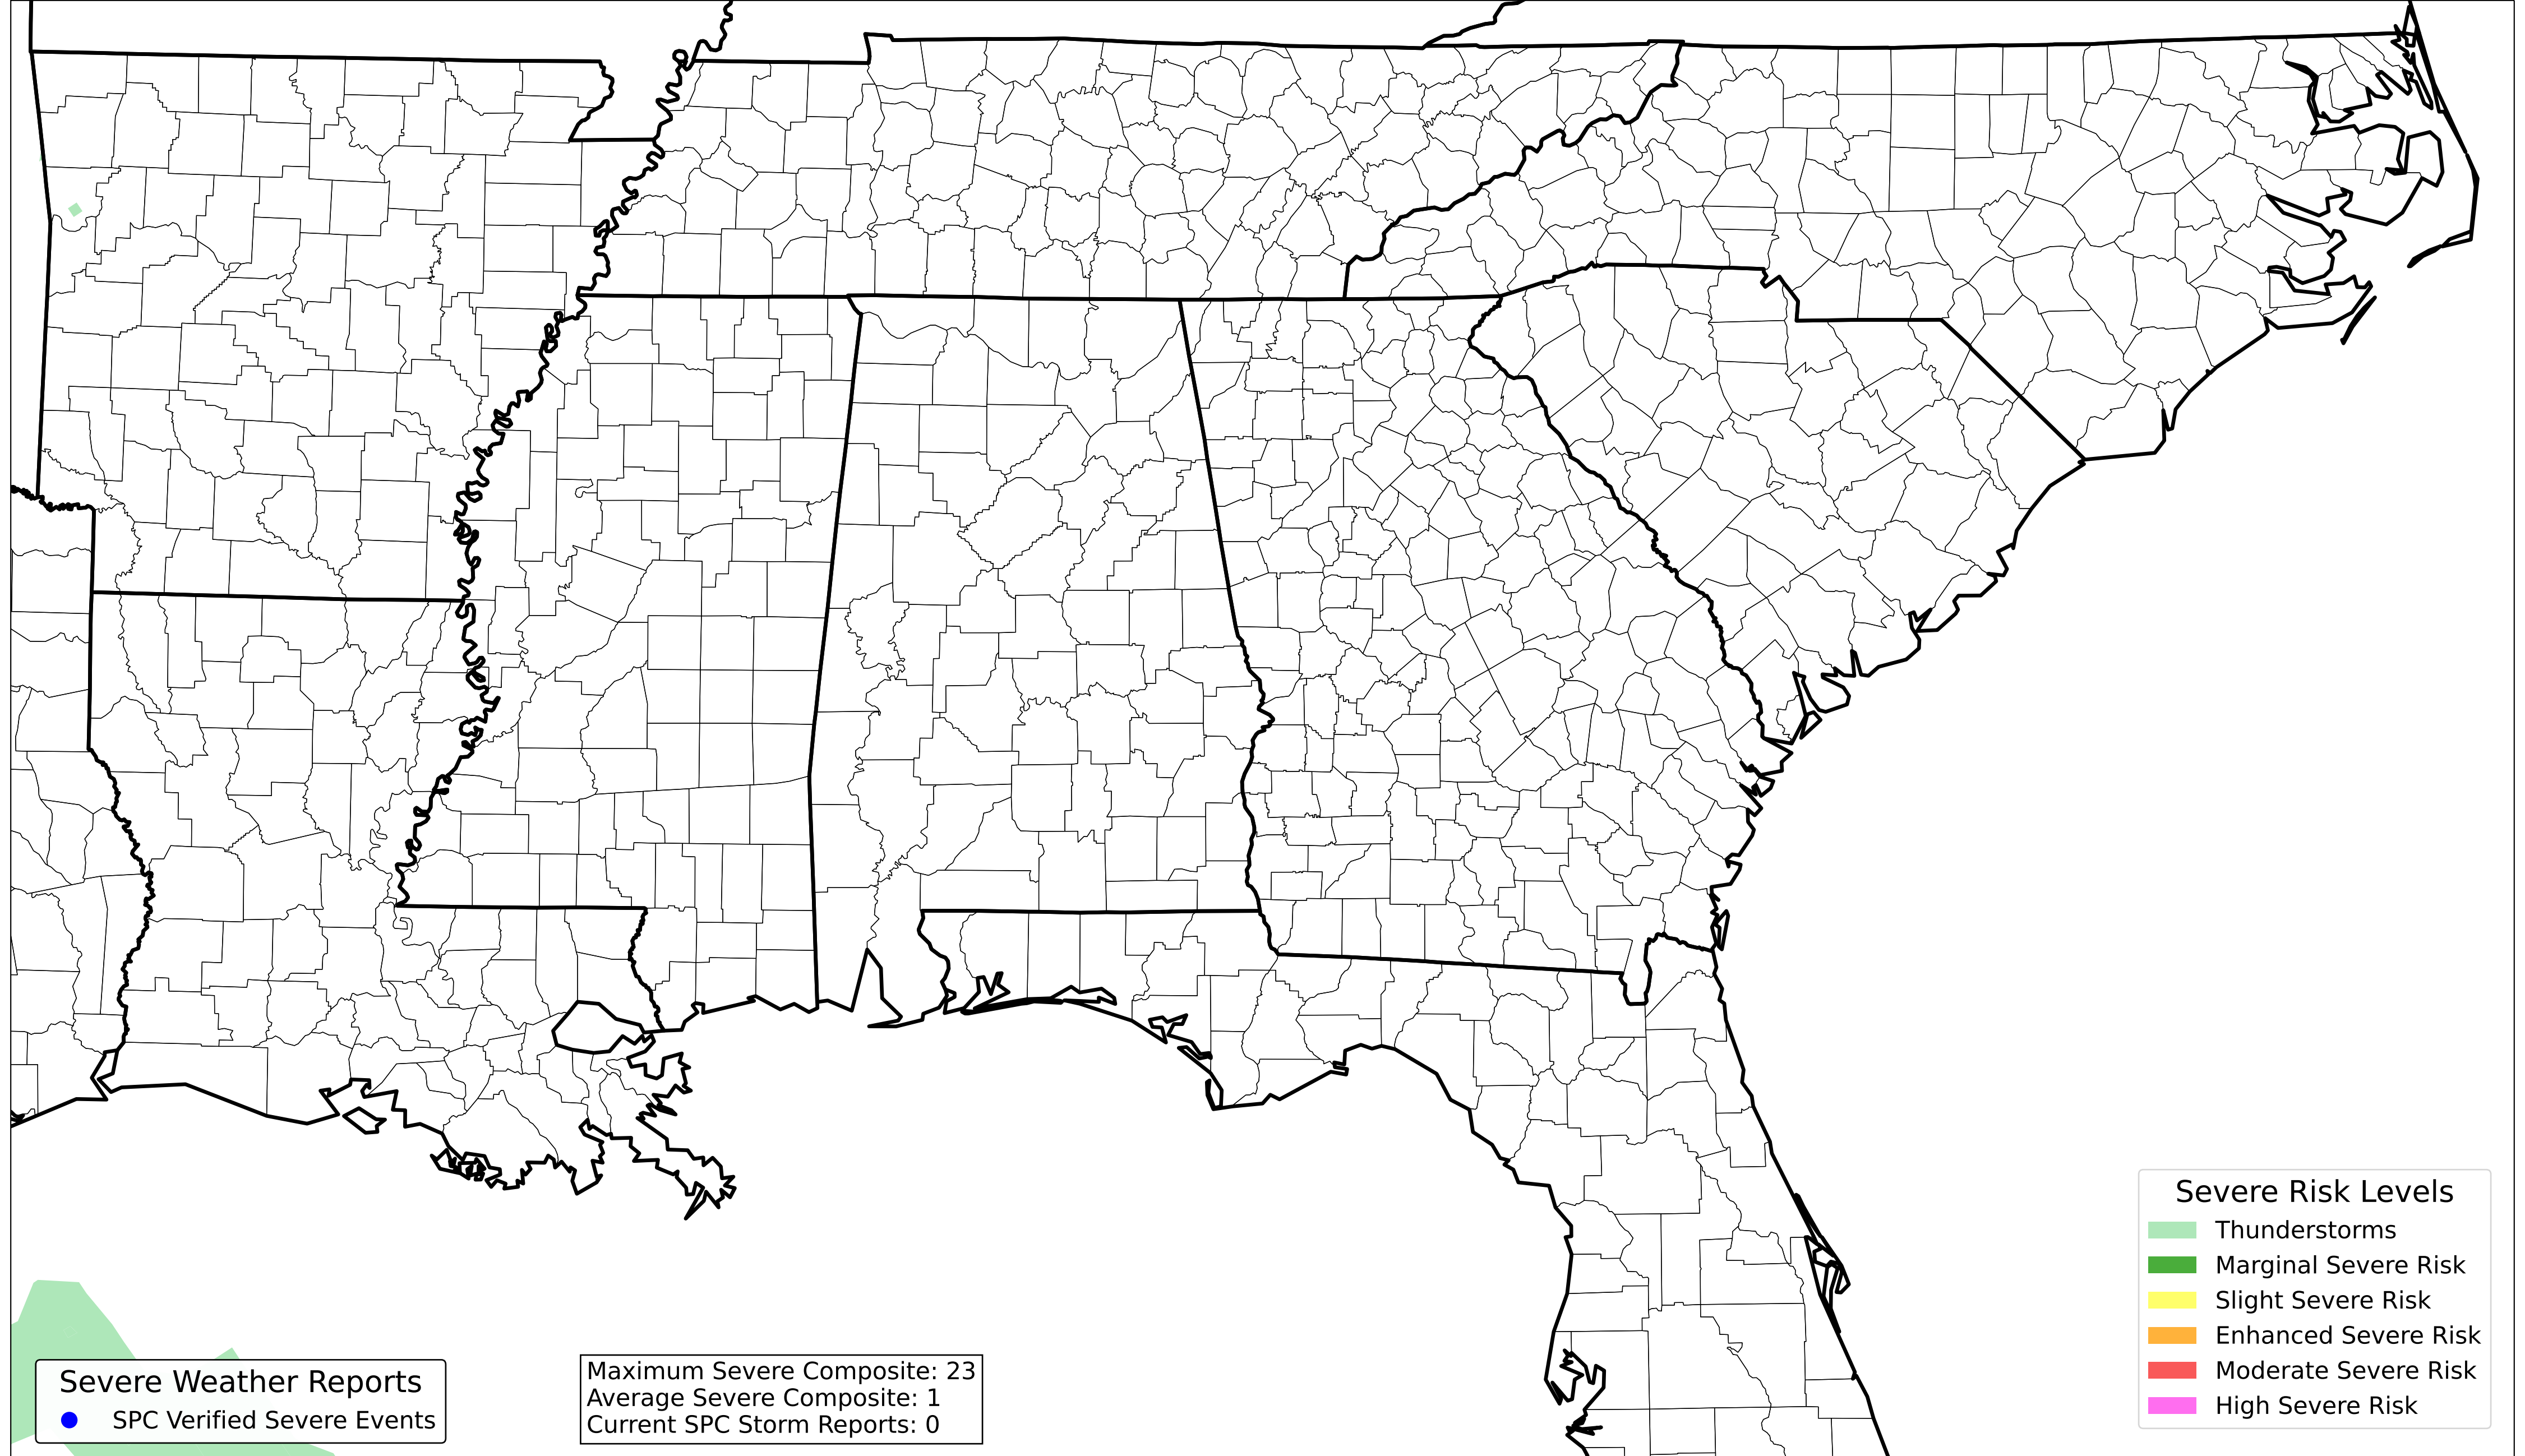 Severe Weather Reports
SPC Verified Severe Events
Maximum Severe Composite: 23
Average Severe Composite: 1
Current SPC Storm Reports: 0
Severe Risk Levels
Thunderstorms
Marginal Severe Risk
Slight Severe Risk
Enhanced Severe Risk
Moderate Severe Risk
High Severe Risk